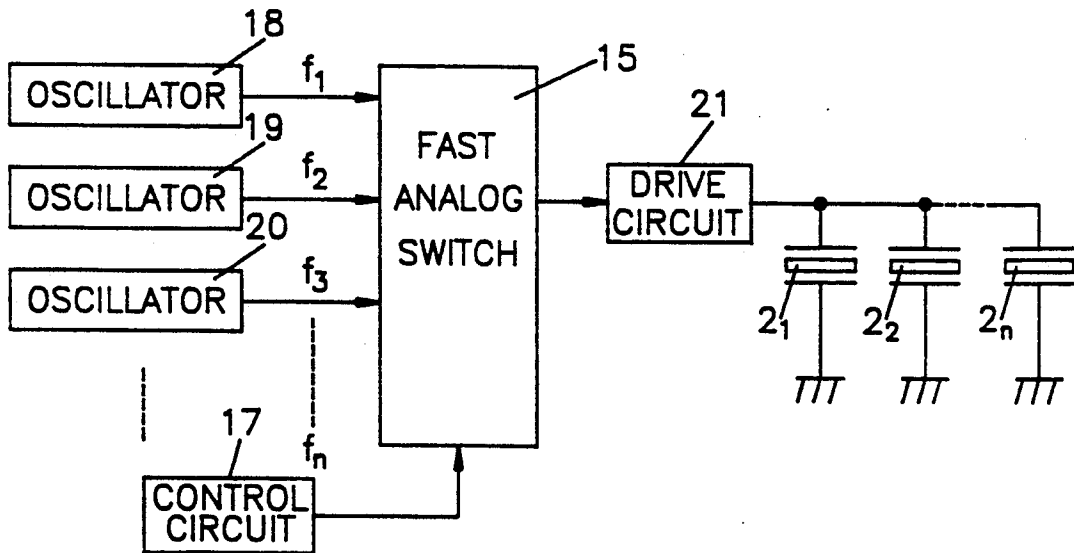 18
OSCILLATOR
f1
19
OSCILLATOR
f2
20
OSCILLATOR
f3
fn
17
CONTROL
CIRCUIT
15
FAST
ANALOG
SWITCH
21
DRIVE
CIRCUIT
21
22
2n